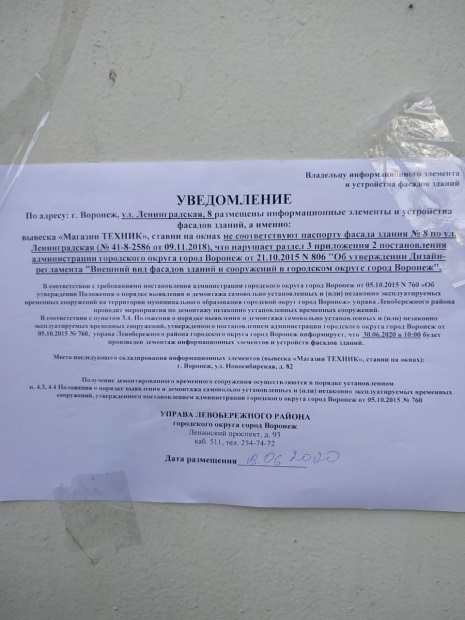 Владельцу информационного элемента
и устройства фасадов зданий
УВЕДОМЛЕНИЕ
По адресу: г. Воронеж, ул. Ленинградская, 8 размещены информационные элементы и устройства
фасадов зданий, а именно:
вывеска «Магазин ТЕХНИК», ставни на окнах не соответствуют паспорту фасада здания № 8 по ул.
Ленинградская (№ 41-8-2586 от 09.11.2018), что нарушает раздел 3 приложения 2 постановления
администрации городского округа город Воронеж от 21.10.2015 N 806 "Об утверждении Дизайн-
регламента "Внешний вид фасадов зданий и сооружений в городском округе город Воронеж".
В соответствии с требованиями постановления администрации городского округа город Воронеж от 05.10.2015 N 760 «Об
утверждении Положения о порядке выявления и демонтажа самовольно установленных и (или) незаконно эксплуатируемых
временных сооружений на территории муниципального образования городской округ город Воронеж» управа Левобережного района
проводит мероприятия по демонтажу незаконно установленных временных сооружений.
В соответствии с пунктом 3.4. Положения о порядке выявления и демонтажа самовольно установленных и (или) незаконно
эксплуатируемых временных сооружений, утвержденного постановлением администрации городского округа город Воронеж от
05.10.2015 N 760, управа Левобережного района городского округа город Воронеж информирует, что 30.06.2020 в 10:00 будет
произведен демонтаж информационных элементов и устройств фасадов зданий.
Место последующего складирования информационных элементов (вывеска «Магазин ТЕХНИК», ставни на окнах):
г. Воронеж, ул. Новосибирская, д. 82
Получение демонтированного временного сооружения осуществляется в порядке установленном
п. 4.3, 4.4 Положения о порядке выявления и демонтажа самовольно установленных и (или) незаконно эксплуатируемых временных
сооружений, утвержденного постановлением администрации городского округа город Воронеж от 05.10.2015 № 760
УПРАВА ЛЕВОБЕРЕЖНОГО РАЙОНА
городского округа город Воронеж
Ленинский проспект, д. 93
каб. 511, тел. 254-74-72
Дата размещения 06 2020